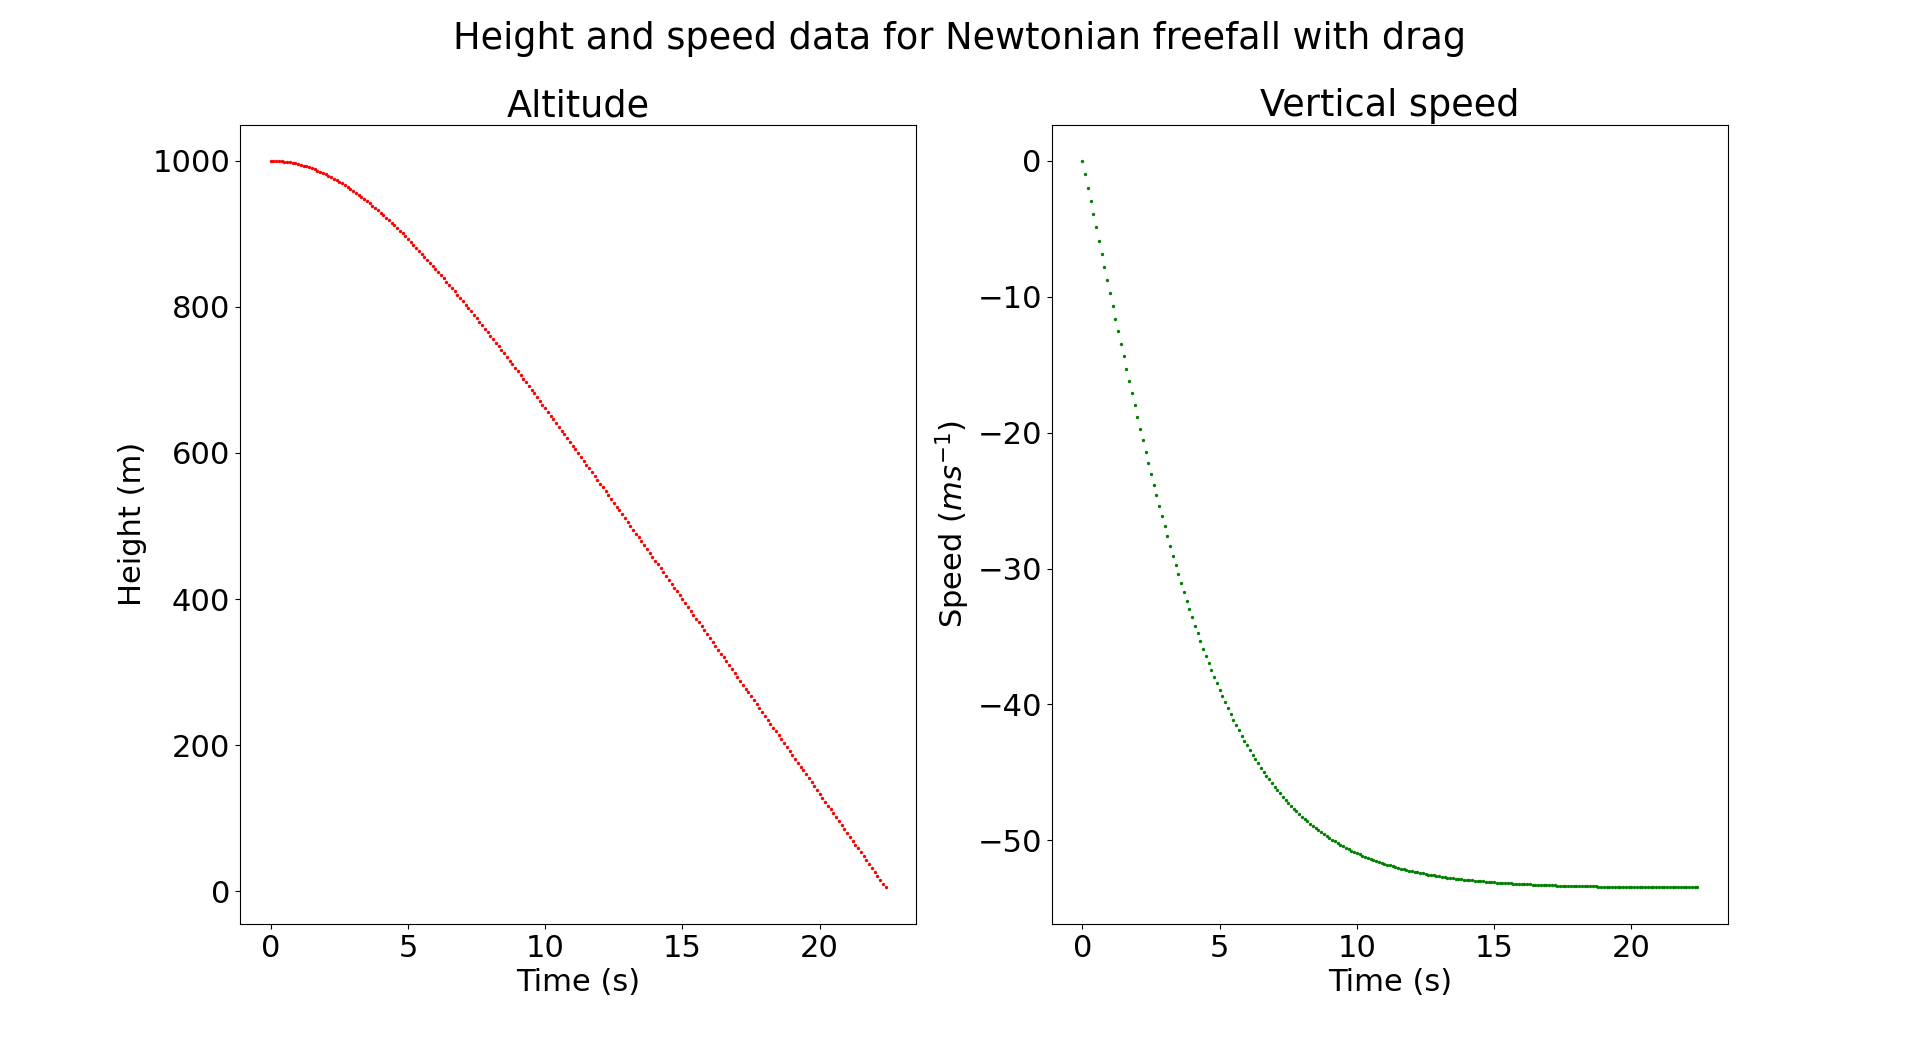 Height and speed data for Newtonian freefall with drag
Altitude
1000
800
600
400
200
0
Height (m)
0 5 10 15 20
Time (s)
Vertical speed
0
−10
−20
−30
−40
−50
Speed (ms⁻¹)
0 5 10 15 20
Time (s)